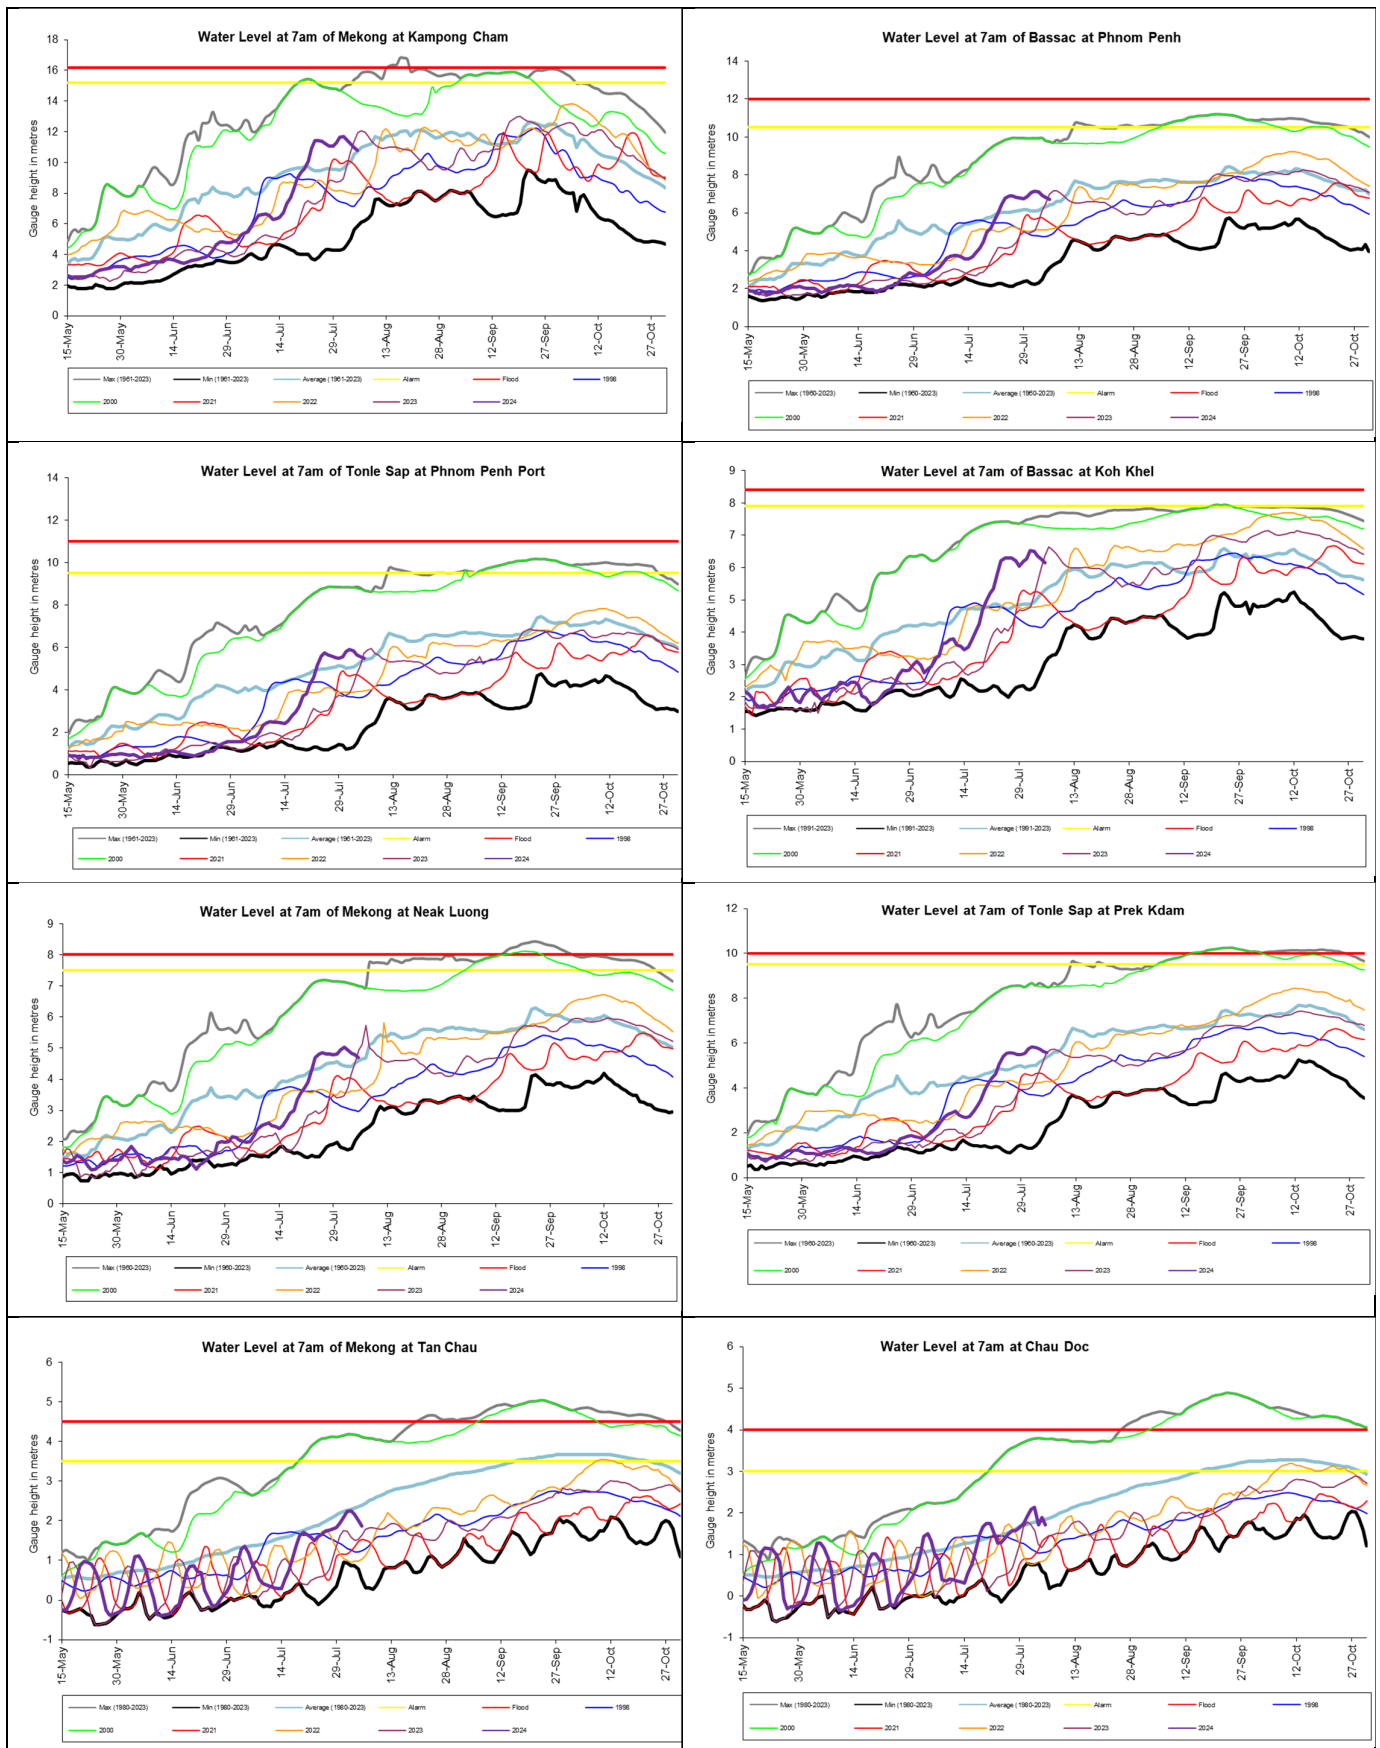 Water Level at 7am of Mekong at Kampong Cham
Gauge height in metres
18
16
14
12
10
8
6
4
2
0
15-May 30-May 14-Jun 29-Jun 14-Jul 29-Jul 13-Aug 28-Aug 12-Sep 27-Sep 12-Oct 27-Oct
Max (1961-2023) Min (1961-2023) Average (1961-2023) Alarm Flood 1998
2000 2021 2022 2023 2024
Water Level at 7am of Bassac at Phnom Penh
Gauge height in metres
14
12
10
8
6
4
2
0
15-May 30-May 14-Jun 29-Jun 14-Jul 29-Jul 13-Aug 28-Aug 12-Sep 27-Sep 12-Oct 27-Oct
Max (1960-2023) Min (1960-2023) Average (1960-2023) Alarm Flood 1998
2000 2021 2022 2023 2024
Water Level at 7am of Tonle Sap at Phnom Penh Port
Gauge height in metres
14
12
10
8
6
4
2
0
15-May 30-May 14-Jun 29-Jun 14-Jul 29-Jul 13-Aug 28-Aug 12-Sep 27-Sep 12-Oct 27-Oct
Max (1961-2023) Min (1961-2023) Average (1961-2023) Alarm Flood 1998
2000 2021 2022 2023 2024
Water Level at 7am of Bassac at Koh Khel
Gauge height in metres
9
8
7
6
5
4
3
2
1
0
15-May 30-May 14-Jun 29-Jun 14-Jul 29-Jul 13-Aug 28-Aug 12-Sep 27-Sep 12-Oct 27-Oct
Max (1991-2023) Min (1991-2023) Average (1991-2023) Alarm Flood 1998
2000 2021 2022 2023 2024
Water Level at 7am of Mekong at Neak Luong
Gauge height in metres
9
8
7
6
5
4
3
2
1
0
15-May 30-May 14-Jun 29-Jun 14-Jul 29-Jul 13-Aug 28-Aug 12-Sep 27-Sep 12-Oct 27-Oct
Max (1960-2023) Min (1960-2023) Average (1960-2023) Alarm Flood 1998
2000 2021 2022 2023 2024
Water Level at 7am of Tonle Sap at Prek Kdam
Gauge height in metres
12
10
8
6
4
2
0
15-May 30-May 14-Jun 29-Jun 14-Jul 29-Jul 13-Aug 28-Aug 12-Sep 27-Sep 12-Oct 27-Oct
Max (1960-2023) Min (1960-2023) Average (1960-2023) Alarm Flood 1998
2000 2021 2022 2023 2024
Water Level at 7am of Mekong at Tan Chau
Gauge height in metres
6
5
4
3
2
1
0
-1
15-May 30-May 14-Jun 29-Jun 14-Jul 29-Jul 13-Aug 28-Aug 12-Sep 27-Sep 12-Oct 27-Oct
Max (1980-2023) Min (1980-2023) Average (1980-2023) Alarm Flood 1998
2000 2021 2022 2023 2024
Water Level at 7am at Chau Doc
Gauge height in metres
6
5
4
3
2
1
0
-1
15-May 30-May 14-Jun 29-Jun 14-Jul 29-Jul 13-Aug 28-Aug 12-Sep 27-Sep 12-Oct 27-Oct
Max (1980-2023) Min (1980-2023) Average (1980-2023) Alarm Flood 1998
2000 2021 2022 2023 2024